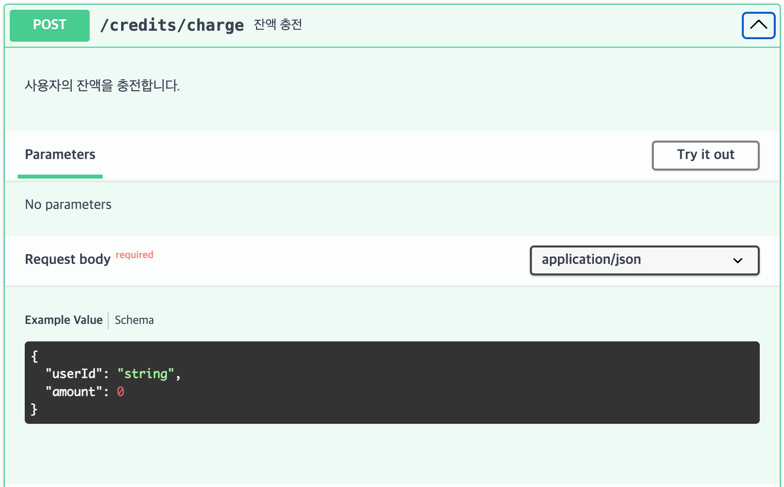 POST /credits/charge 잔액 충전
사용자의 잔액을 충전합니다.
Parameters Try it out
No parameters
Request body required application/json
Example Value | Schema
{
"userId": "string",
"amount": 0
}